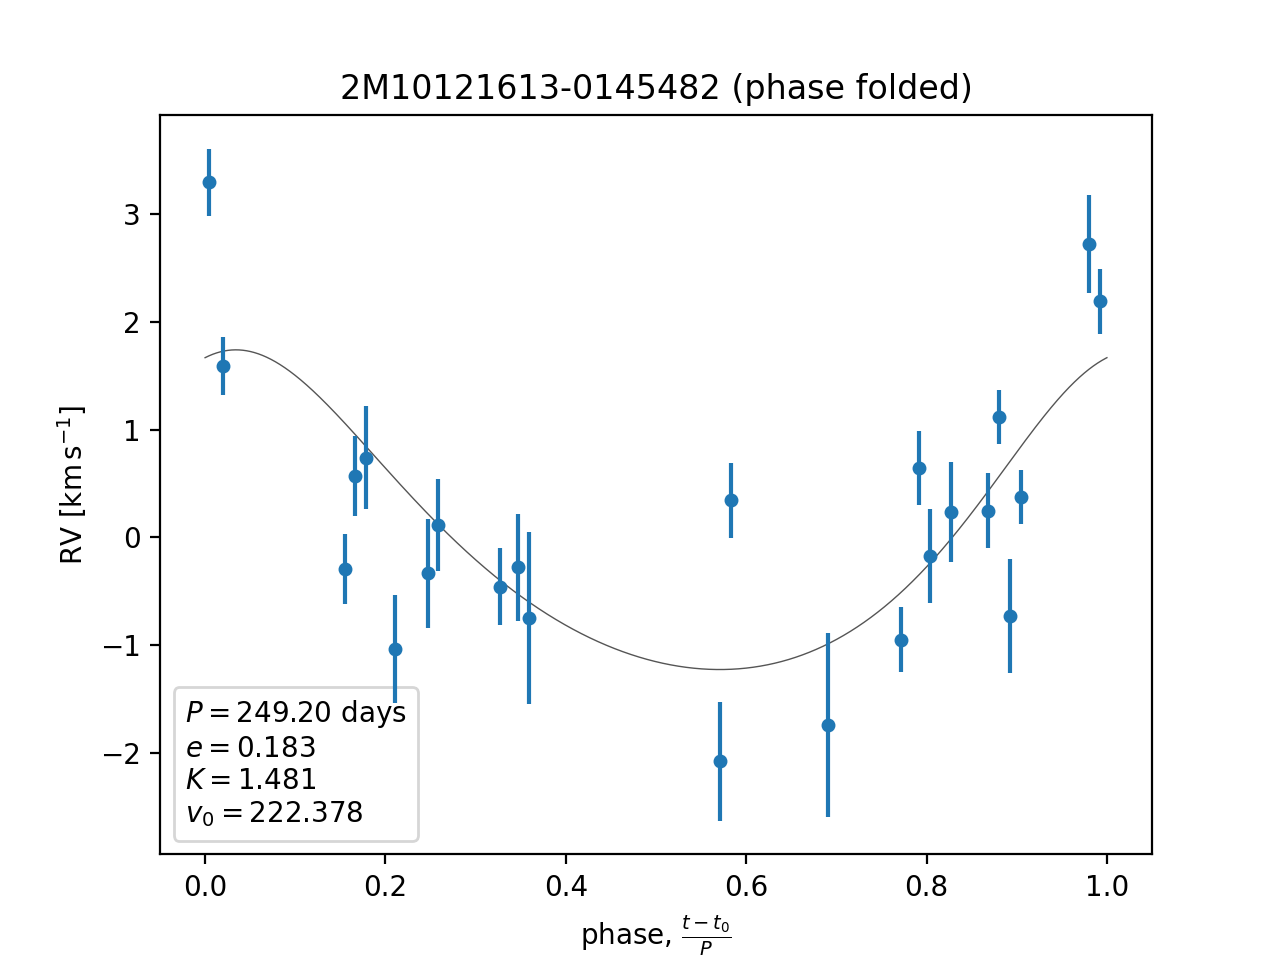 2M10121613-0145482 (phase folded)
RV [km s⁻¹]
3
2
1
0
−1
−2
P = 249.20 days
e = 0.183
K = 1.481
v₀ = 222.378
0.0 0.2 0.4 0.6 0.8 1.0
phase, (t − t₀)/P